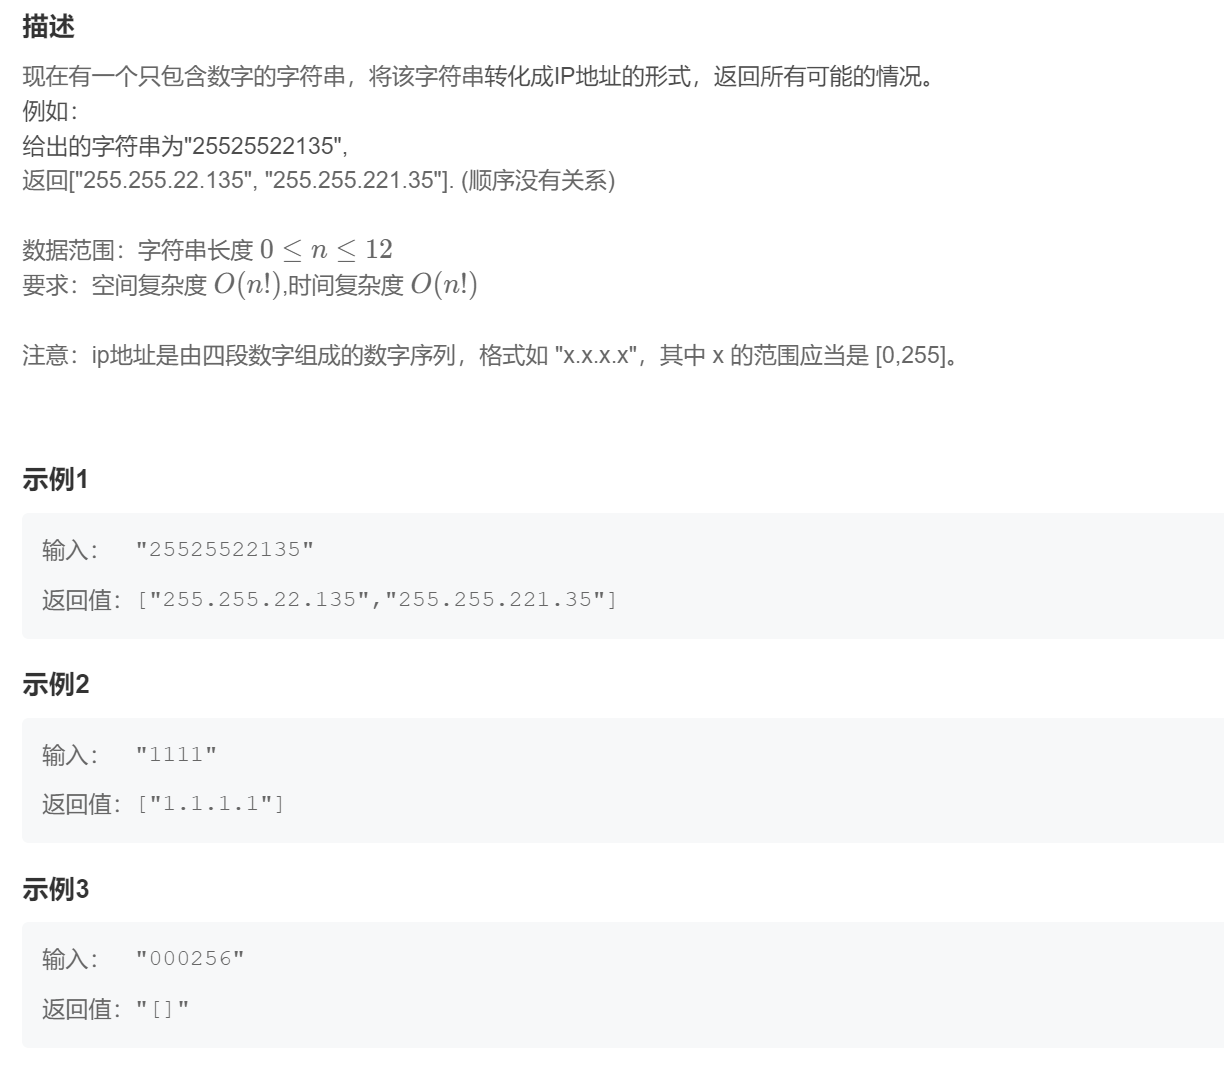 描述
现在有一个只包含数字的字符串，将该字符串转化成IP地址的形式，返回所有可能的情况。
例如：
给出的字符串为"25525522135",
返回["255.255.22.135", "255.255.221.35"]. (顺序没有关系)
数据范围：字符串长度 0 ≤ n ≤ 12
要求：空间复杂度 O(n!),时间复杂度 O(n!)
注意：ip地址是由四段数字组成的数字序列，格式如 "x.x.x.x"，其中 x 的范围应当是 [0,255]。
示例1
输入： "25525522135"
返回值：["255.255.22.135","255.255.221.35"]
示例2
输入： "1111"
返回值：["1.1.1.1"]
示例3
输入： "000256"
返回值："[]"